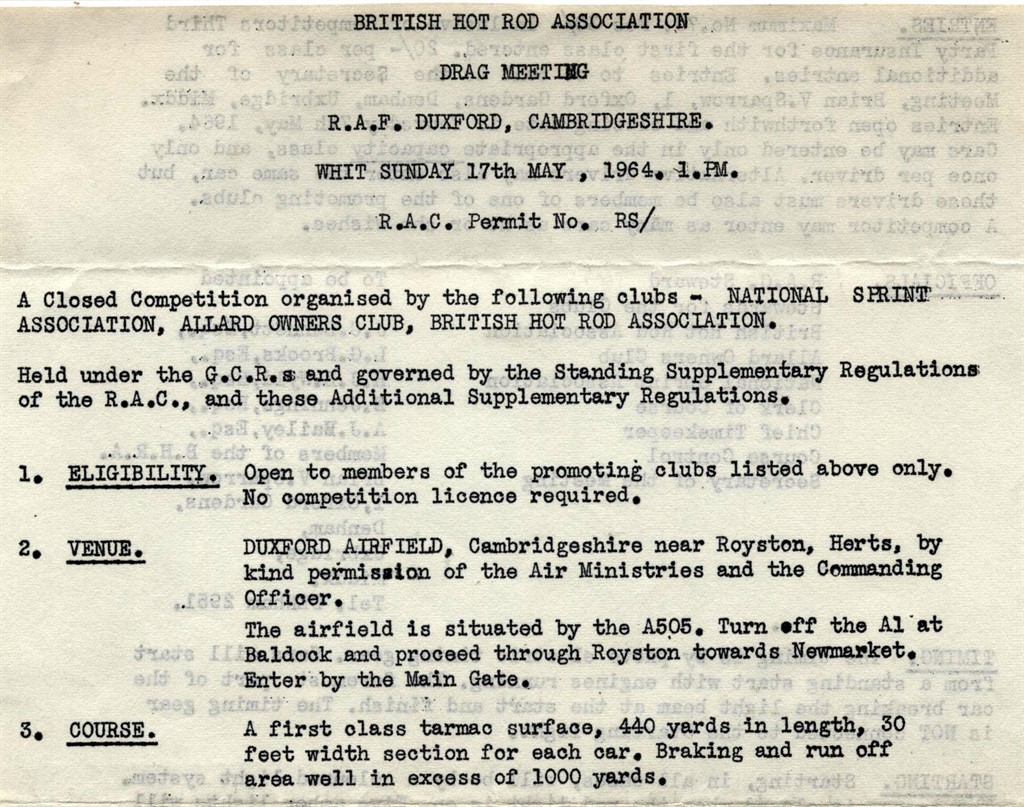 BRITISH HOT ROD ASSOCIATION
DRAG MEETING
R.A.F. DUXFORD, CAMBRIDGESHIRE.
WHIT SUNDAY 17th MAY , 1964. 1.PM.
R.A.C. Permit No. RS/
A Closed Competition organised by the following clubs - NATIONAL SPRINT
ASSOCIATION, ALLARD OWNERS CLUB, BRITISH HOT ROD ASSOCIATION.
Held under the G.C.R.s and governed by the Standing Supplementary Regulations
of the R.A.C., and these Additional Supplementary Regulations.
1. ELIGIBILITY. Open to members of the promoting clubs listed above only.
No competition licence required.
2. VENUE. DUXFORD AIRFIELD, Cambridgeshire near Royston, Herts, by
kind permission of the Air Ministries and the Commanding
Officer.
The airfield is situated by the A505. Turn off the A1 at
Baldock and proceed through Royston towards Newmarket.
Enter by the Main Gate.
3. COURSE. A first class tarmac surface, 440 yards in length, 30
feet width section for each car. Braking and run off
area well in excess of 1000 yards.